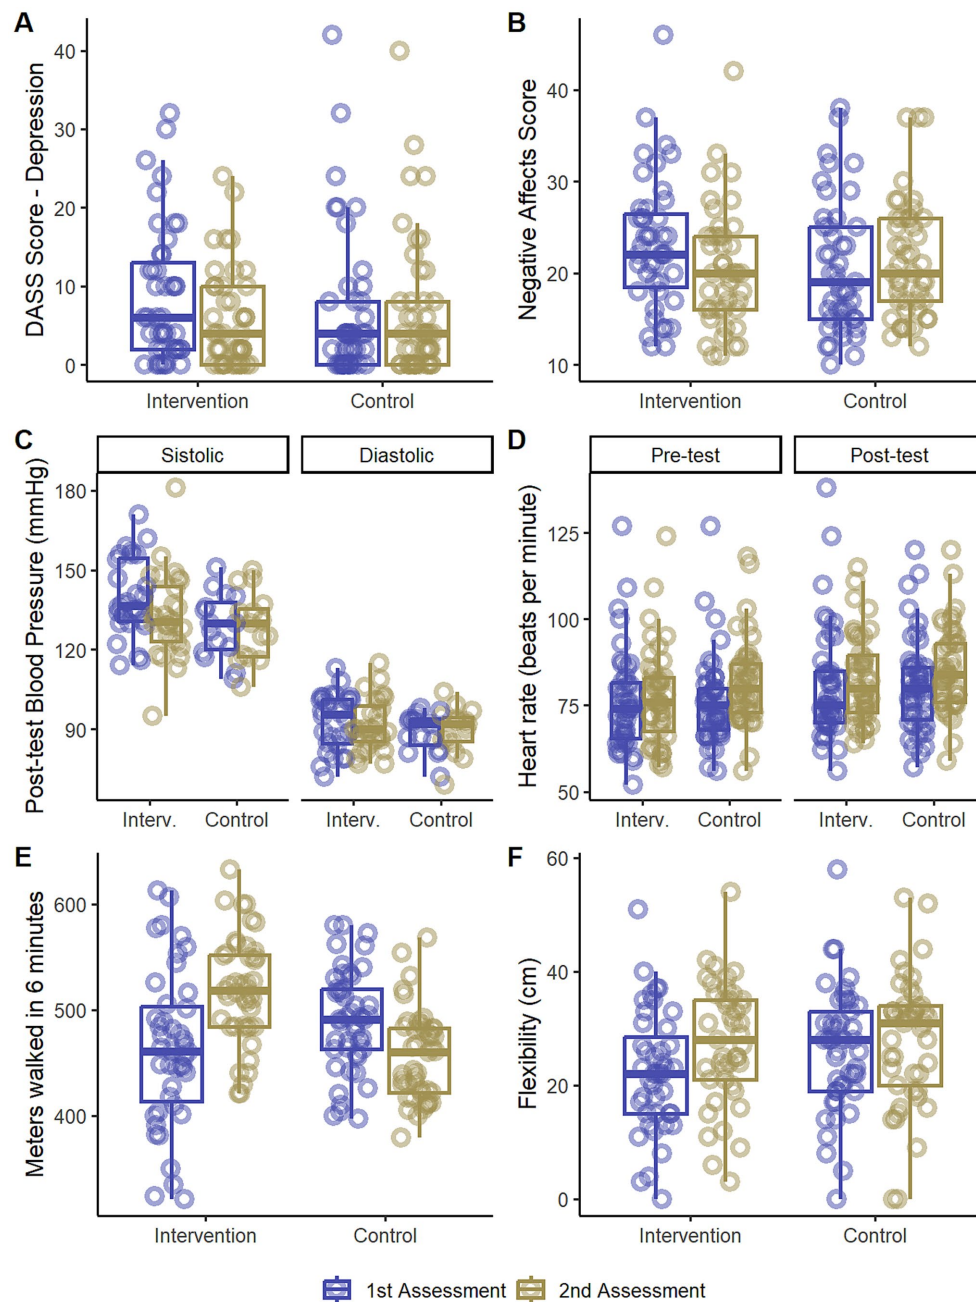 A
DASS Score - Depression
40
30
20
10
0
Intervention
Control
B
Negative Affects Score
40
30
20
10
Intervention
Control
C
Post-test Blood Pressure (mmHg)
Sistolic
Diastolic
180
150
120
90
Interv.
Control
Interv.
Control
D
Heart rate (beats per minute)
Pre-test
Post-test
125
100
75
50
Interv.
Control
Interv.
Control
E
Meters walked in 6 minutes
600
500
400
Intervention
Control
F
Flexibility (cm)
60
40
20
0
Intervention
Control
1st Assessment
2nd Assessment